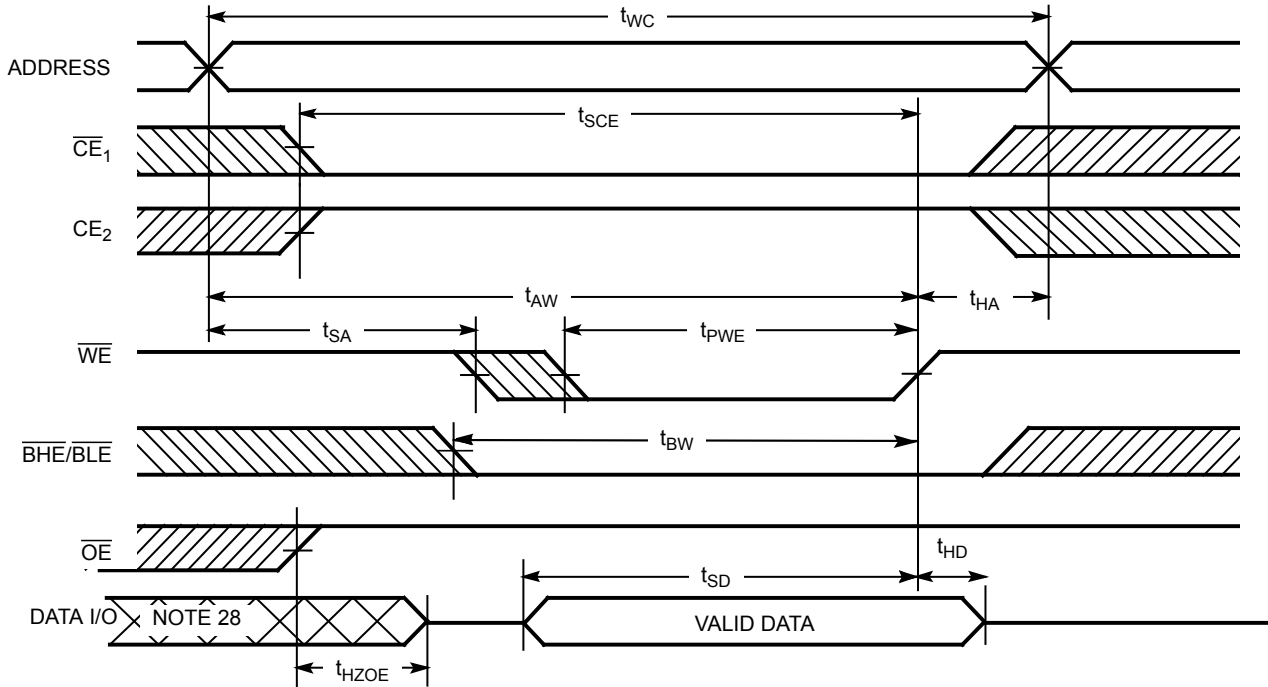 tWC
ADDRESS
tSCE
CE1
CE2
tAW
tHA
tSA
tPWE
WE
tBW
BHE/BLE
OE
tHD
tSD
DATA I/O
NOTE 28
VALID DATA
tHZOE